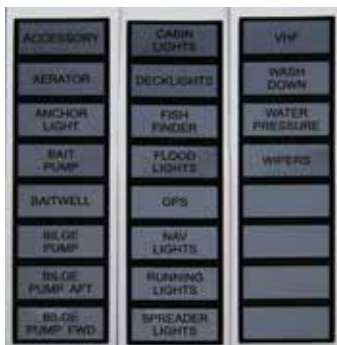 ACCESSORY
AERATOR
ANCHOR
LIGHT
BAIT
PUMP
BAITWELL
BILGE
PUMP
BILGE
PUMP AFT
BILGE
PUMP FWD
CABIN
LIGHTS
DECKLIGHTS
FISH
FINDER
FLOOD
LIGHTS
GPS
NAV
LIGHTS
RUNNING
LIGHTS
SPREADER
LIGHTS
VHF
WASH
DOWN
WATER
PRESSURE
WIPERS